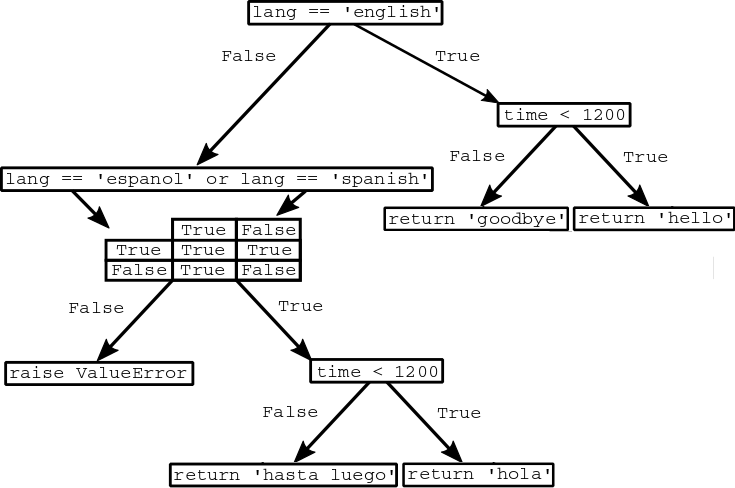 lang == 'english'
False
True
time < 1200
False
True
lang == 'espanol' or lang == 'spanish'
return 'goodbye'
return 'hello'
True False
True True True
False True False
False
True
raise ValueError
time < 1200
False
True
return 'hasta luego'
return 'hola'